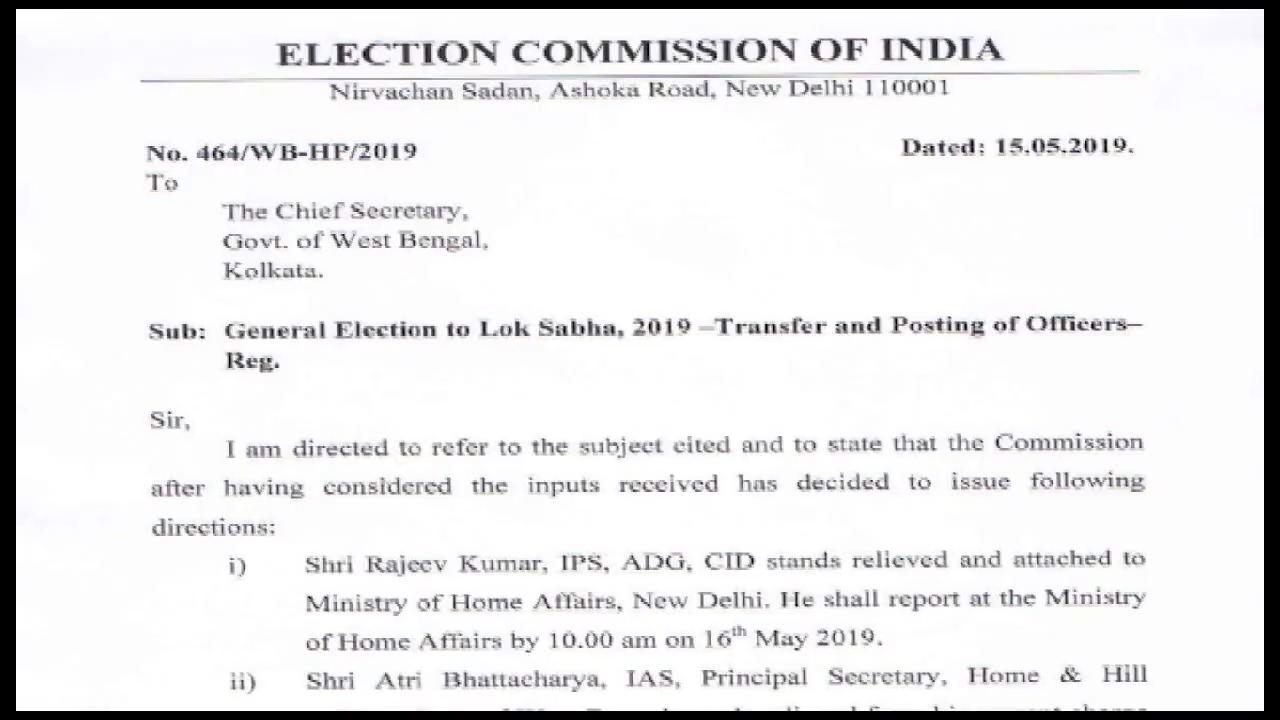 ELECTION COMMISSION OF INDIA
Nirvachan Sadan, Ashoka Road, New Delhi 110001
No. 464/WB-HP/2019
Dated: 15.05.2019.
To
The Chief Secretary,
Govt. of West Bengal,
Kolkata.
Sub: General Election to Lok Sabha, 2019 –Transfer and Posting of Officers–
Reg.
Sir,
I am directed to refer to the subject cited and to state that the Commission
after having considered the inputs received has decided to issue following
directions:
i) Shri Rajeev Kumar, IPS, ADG, CID stands relieved and attached to
Ministry of Home Affairs, New Delhi. He shall report at the Ministry
of Home Affairs by 10.00 am on 16th May 2019.
ii) Shri Atri Bhattacharya, IAS, Principal Secretary, Home & Hill